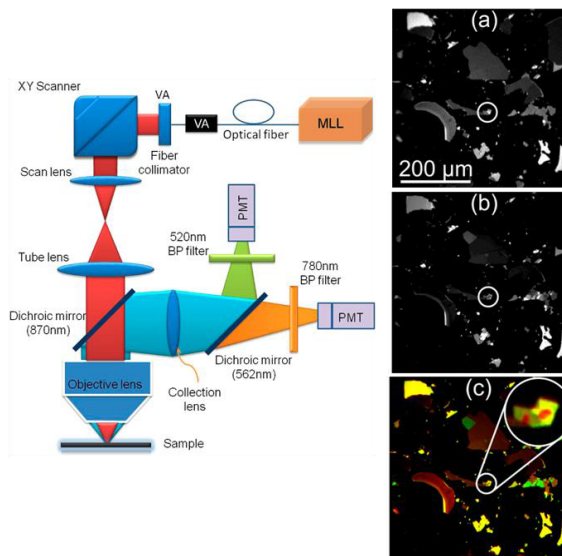 XY Scanner
VA
VA
Optical fiber
MLL
Fiber
collimator
Scan lens
PMT
520nm
BP filter
780nm
BP filter
Tube lens
Dichroic mirror
(870nm)
PMT
Dichroic mirror
(562nm)
Collection
lens
Objective lens
Sample
(a)
200 µm
(b)
(c)